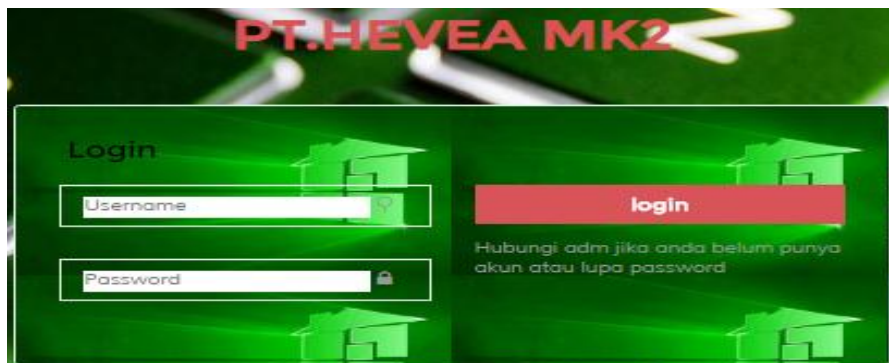 PT.HEVEA MK2
Login
Username
Password
login
Hubungi adm jika anda belum punya
akun atau lupa password